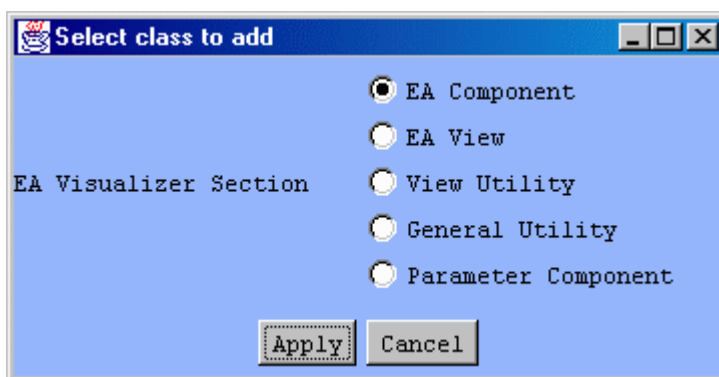 Select class to add
EA Component
EA View
EA Visualizer Section
View Utility
General Utility
Parameter Component
Apply
Cancel